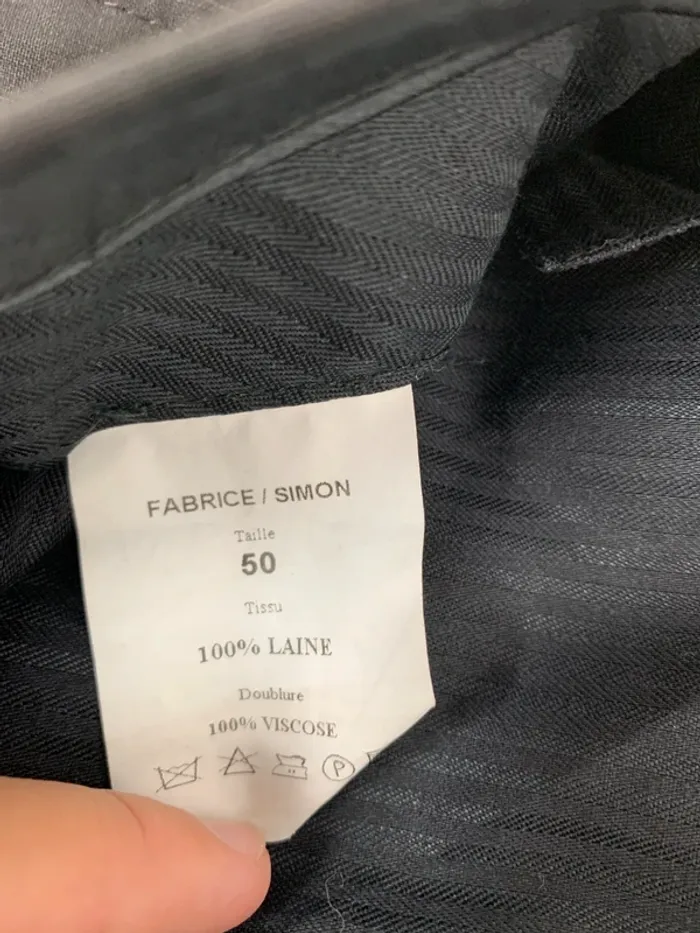 FABRICE / SIMON
Taille
50
Tissu
100% LAINE
Doublure
100% VISCOSE
P